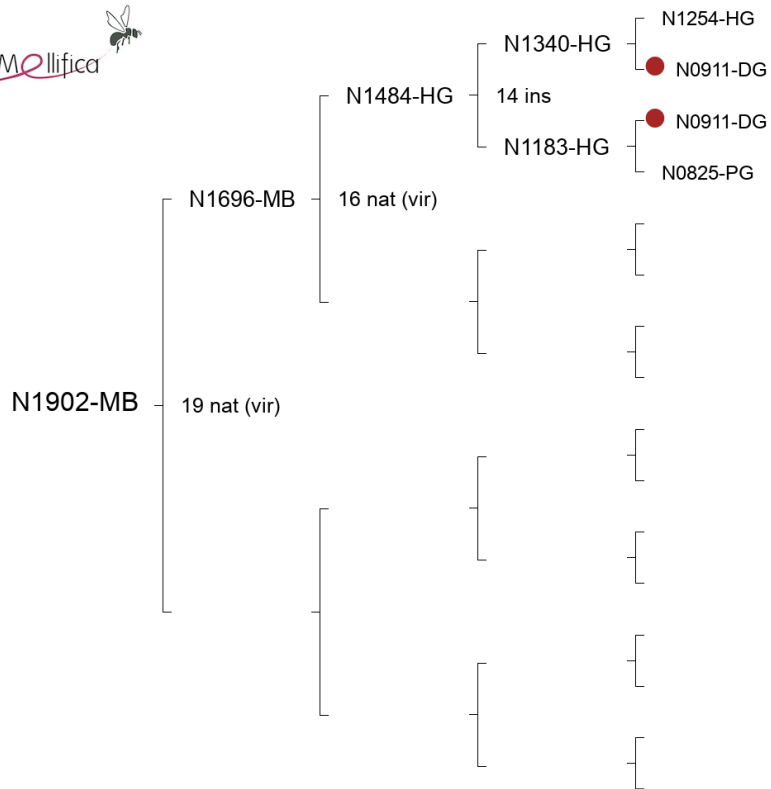 Mellifica
N1254-HG
N1340-HG
N0911-DG
N1484-HG
14 ins
N0911-DG
N1183-HG
N0825-PG
N1696-MB
16 nat (vir)
N1902-MB
19 nat (vir)